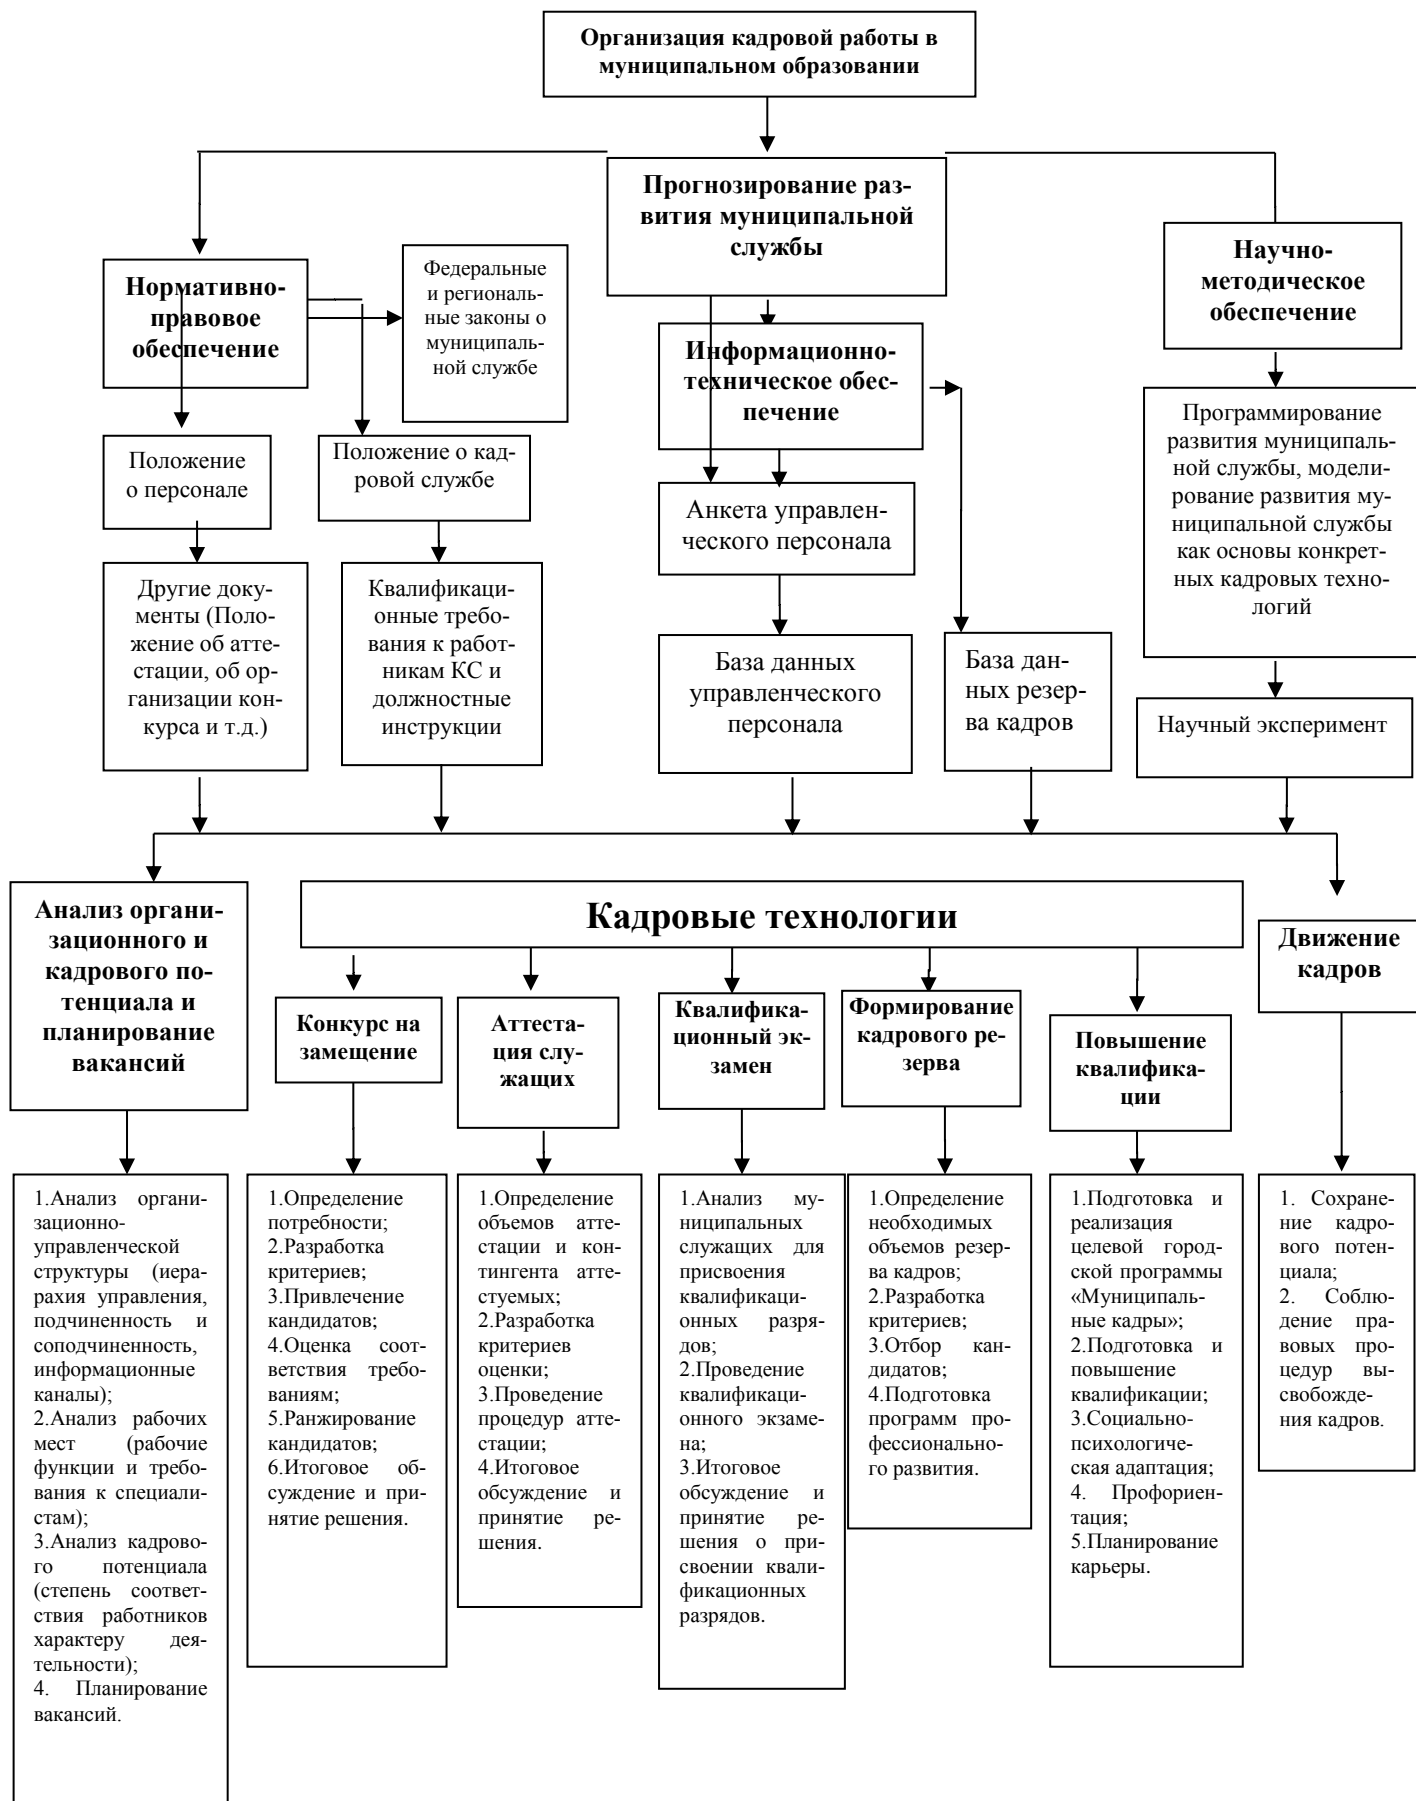 Организация кадровой работы в
муниципальном образовании
Прогнозирование раз-
вития муниципальной
службы
Нормативно-
правовое
обеспечение
Федеральные
и региональ-
ные законы о
муниципаль-
ной службе
Информационно-
техническое обес-
печение
Научно-
методическое
обеспечение
Положение
о персонале
Положение о кад-
ровой службе
Анкета управлен-
ческого персонала
Программирование
развития муниципаль-
ной службы, модели-
рование развития му-
ниципальной службы
как основы конкрет-
ных кадровых техно-
логий
Другие доку-
менты (Поло-
жение об атте-
стации, об ор-
ганизации кон-
курса и т.д.)
Квалификаци-
онные требо-
вания к работ-
никам КС и
должностные
инструкции
База данных
управленческого
персонала
База дан-
ных резер-
ва кадров
Научный эксперимент
Анализ органи-
зационного и
кадрового по-
тенциала и
планирование
вакансий
Кадровые технологии
Движение
кадров
Конкурс на
замещение
Аттеста-
ция слу-
жащих
Квалифика-
ционный эк-
замен
Формирование
кадрового ре-
зерва
Повышение
квалифика-
ции
1.Анализ органи-
зационно-
управленческой
структуры (иера-
рахия управления,
подчиненность и
соподчиненность,
информационные
каналы);
2.Анализ рабочих
мест (рабочие
функции и требо-
вания к специали-
стам);
3.Анализ кадрово-
го потенциала
(степень соответ-
ствия работников
характеру дея-
тельности);
4. Планирование
вакансий.
1.Определение
потребности;
2.Разработка
критериев;
3.Привлечение
кандидатов;
4.Оценка соот-
ветствия требо-
ваниям;
5.Ранжирование
кандидатов;
6.Итоговое об-
суждение и при-
нятие решения.
1.Определение
объемов атте-
стации и кон-
тингента атте-
стуемых;
2.Разработка
критериев
оценки;
3.Проведение
процедур атте-
стации;
4.Итоговое
обсуждение и
принятие ре-
шения.
1.Анализ му-
ниципальных
служащих для
присвоения
квалификаци-
онных разря-
дов;
2.Проведение
квалификаци-
онного экзаме-
на;
3.Итоговое
обсуждение и
принятие ре-
шения о при-
своении квали-
фикационных
разрядов.
1.Определение
необходимых
объемов резер-
ва кадров;
2.Разработка
критериев;
3.Отбор кан-
дидатов;
4.Подготовка
программ про-
фессионально-
го развития.
1.Подготовка и
реализация
целевой город-
ской программы
«Муниципаль-
ные кадры»;
2.Подготовка и
повышение
квалификации;
3.Социально-
психологиче-
ская адаптация;
4. Профориен-
тация;
5.Планирование
карьеры.
1. Сохране-
ние кадро-
вого потен-
циала;
2. Соблю-
дение пра-
вовых про-
цедур вы-
свобожде-
ния кадров.